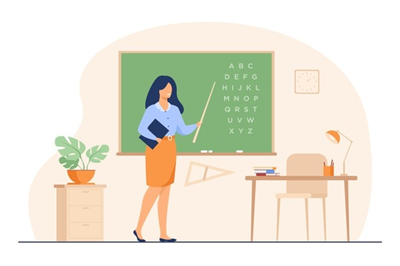 A B C
D E F G
H I J K L
M N O P
Q R S T
U V W
X Y Z